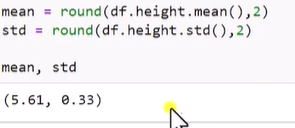 mean = round(df.height.mean(),2)
std = round(df.height.std(),2)
mean, std
(5.61, 0.33)